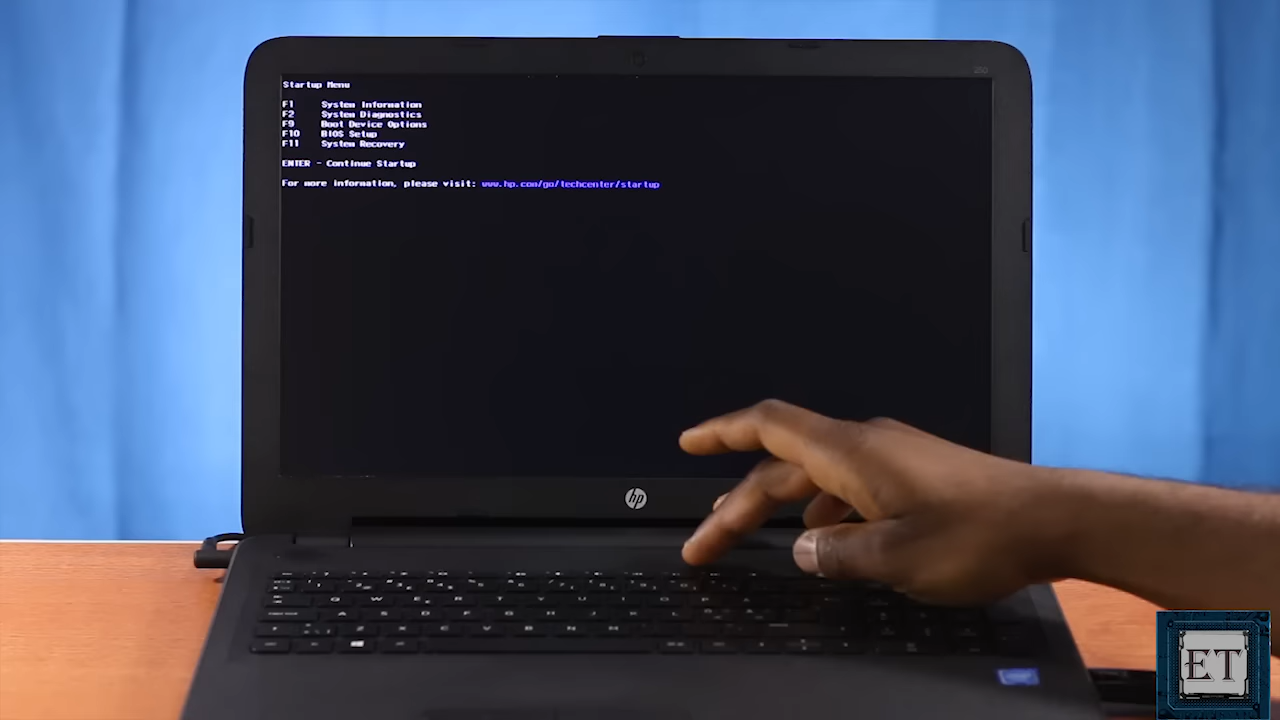 250
Startup Menu
F1 System Information
F2 System Diagnostics
F9 Boot Device Options
F10 BIOS Setup
F11 System Recovery
ENTER - Continue Startup
For more information, please visit: www.hp.com/go/techcenter/startup
hp
Q W E R T Y U I O P
A S D F G H J K L
Z X C V B N M
ET